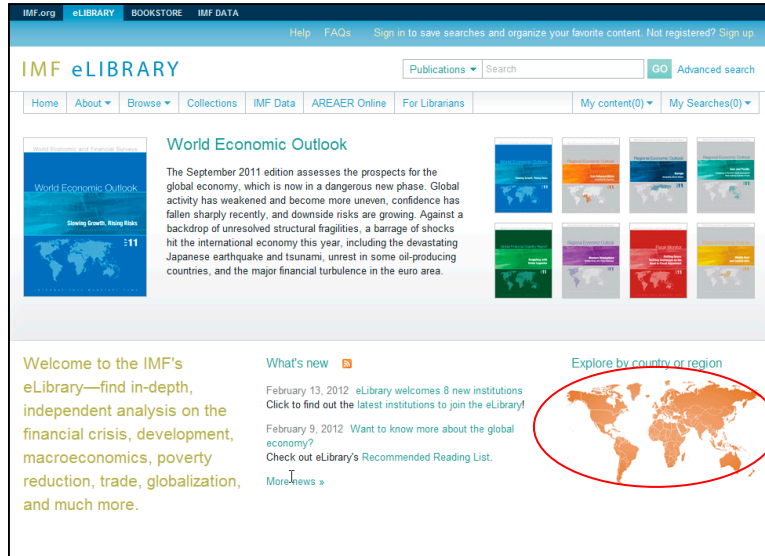 IMF.org eLIBRARY BOOKSTORE IMF DATA
Help FAQs Sign in to save searches and organize your favorite content. Not registered? Sign up.
IMF eLIBRARY
Publications Search GO Advanced search
Home About Browse Collections IMF Data AREAER Online For Librarians My content(0) My Searches(0)
World Economic and Financial Surveys
World Economic Outlook
Slowing Growth, Rising Risks
11
World Economic Outlook
The September 2011 edition assesses the prospects for the
global economy, which is now in a dangerous new phase. Global
activity has weakened and become more uneven, confidence has
fallen sharply recently, and downside risks are growing. Against a
backdrop of unresolved structural fragilities, a barrage of shocks
hit the international economy this year, including the devastating
Japanese earthquake and tsunami, unrest in some oil-producing
countries, and the major financial turbulence in the euro area.
Welcome to the IMF's
eLibrary—find in-depth,
independent analysis on the
financial crisis, development,
macroeconomics, poverty
reduction, trade, globalization,
and much more.
What's new
February 13, 2012 eLibrary welcomes 8 new institutions
Click to find out the latest institutions to join the eLibrary!
February 9, 2012 Want to know more about the global
economy?
Check out eLibrary's Recommended Reading List.
More news »
Explore by country or region